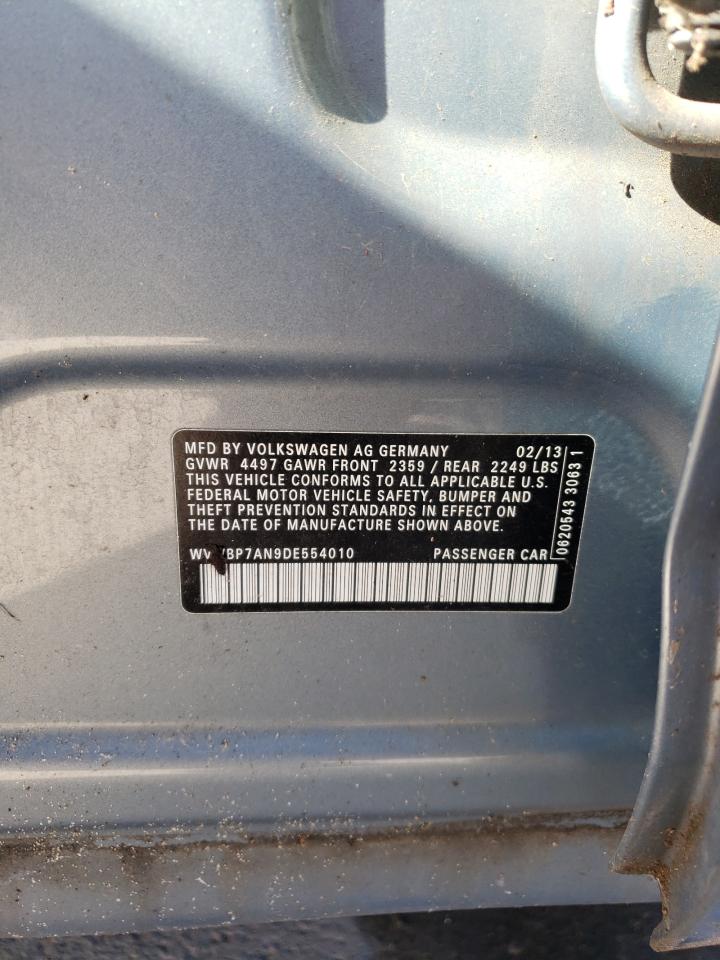 MFD BY VOLKSWAGEN AG GERMANY 02/13
GVWR 4497 GAWR FRONT 2359 / REAR 2249 LBS
THIS VEHICLE CONFORMS TO ALL APPLICABLE U.S.
FEDERAL MOTOR VEHICLE SAFETY, BUMPER AND
THEFT PREVENTION STANDARDS IN EFFECT ON
THE DATE OF MANUFACTURE SHOWN ABOVE.
PASSENGER CAR
0620543 3063 1